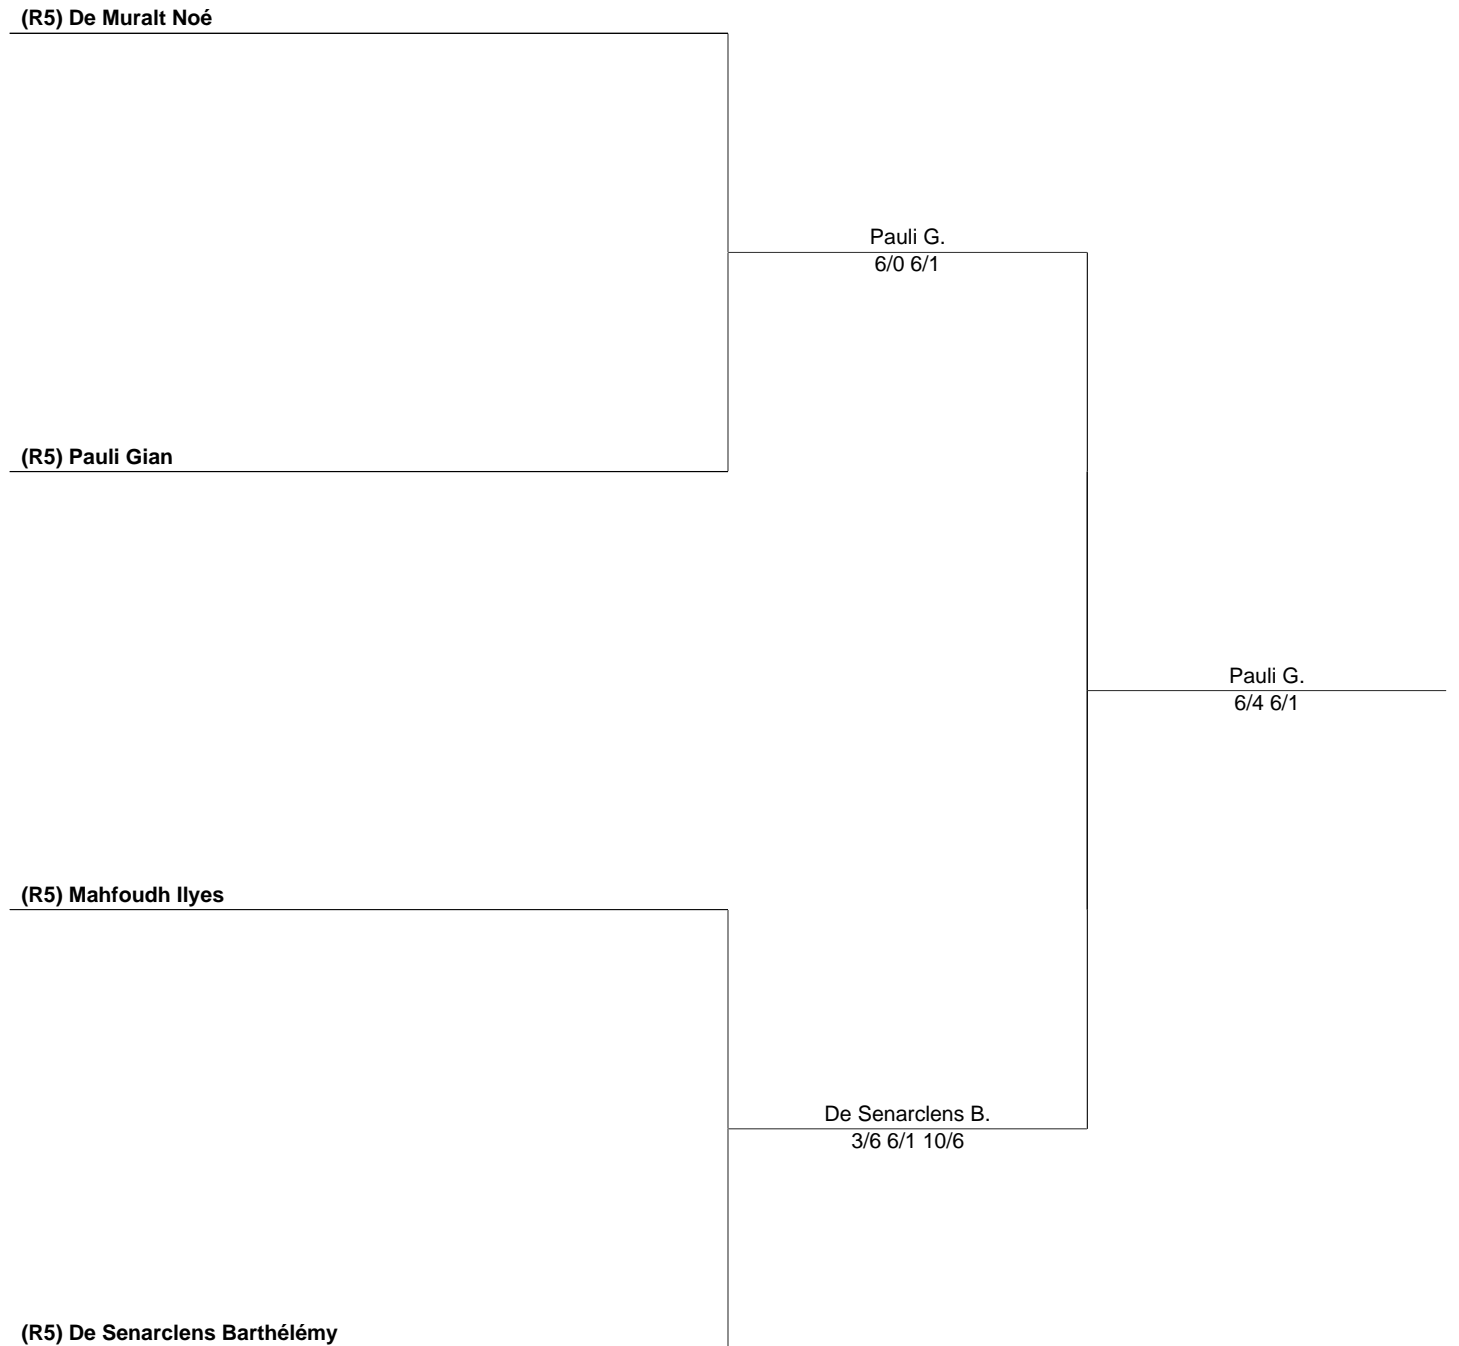 (R5) De Muralt Noé
Pauli G.
6/0 6/1
(R5) Pauli Gian
Pauli G.
6/4 6/1
(R5) Mahfoudh Ilyes
De Senarclens B.
3/6 6/1 10/6
(R5) De Senarclens Barthélémy